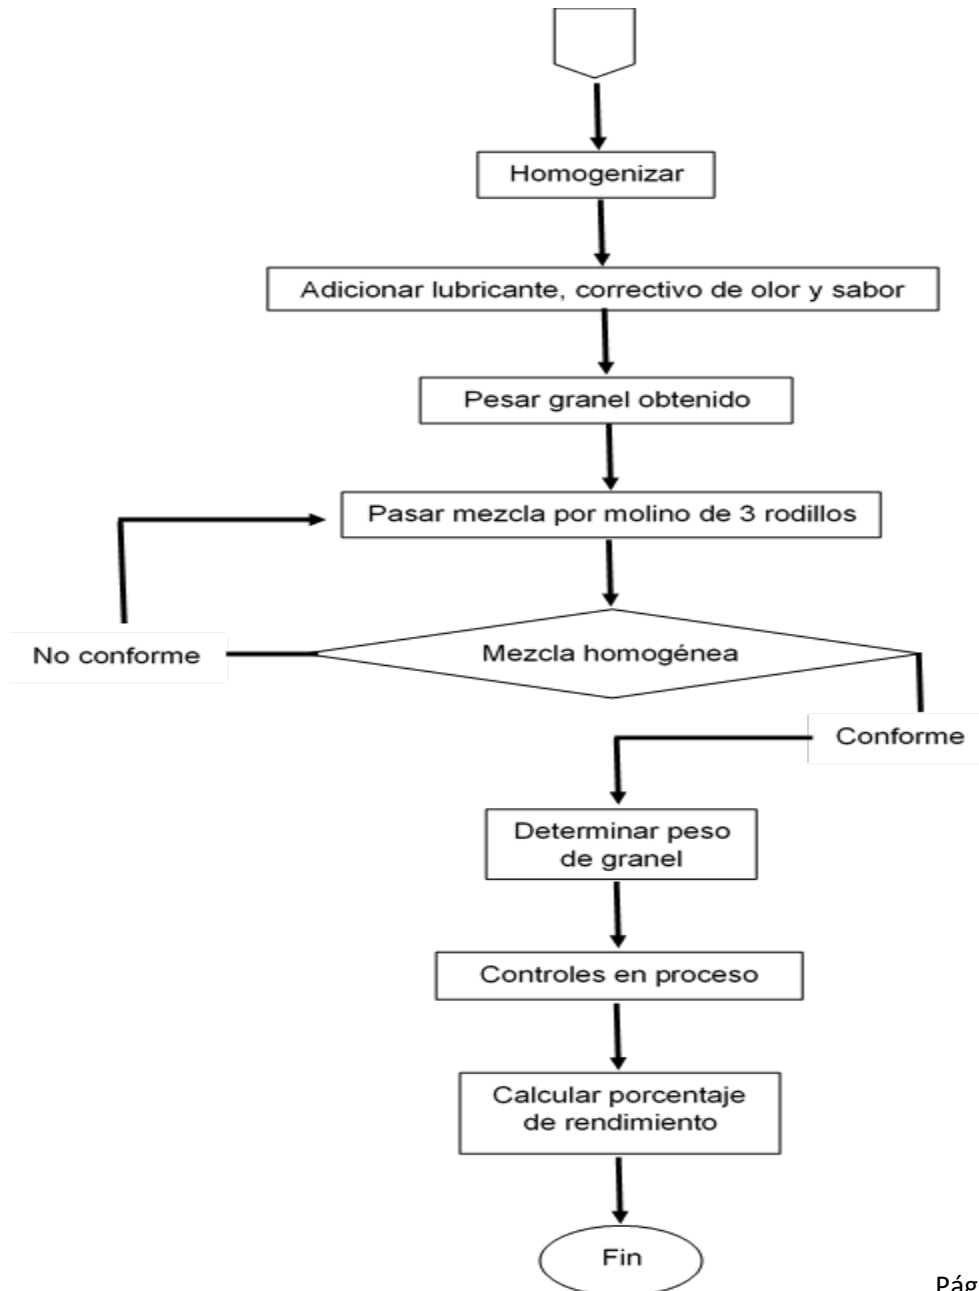 Homogenizar
Adicionar lubricante, correctivo de olor y sabor
Pesar granel obtenido
Pasar mezcla por molino de 3 rodillos
No conforme
Mezcla homogénea
Conforme
Determinar peso
de granel
Controles en proceso
Calcular porcentaje
de rendimiento
Fin
Pág